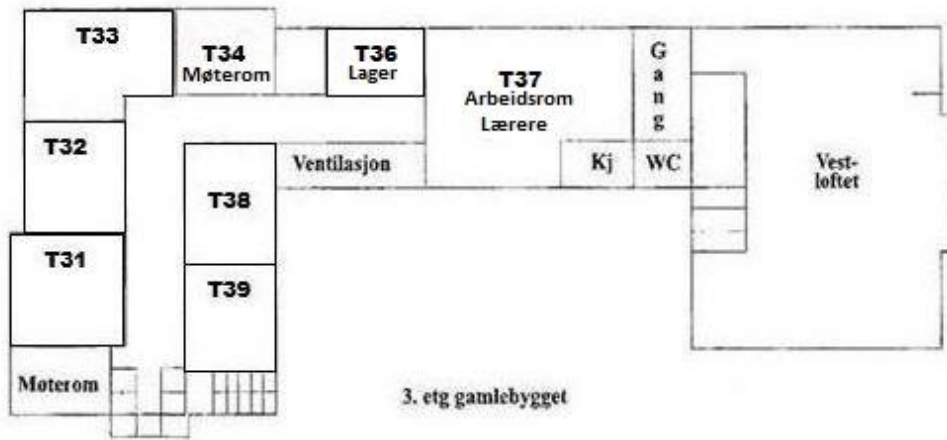 T33
T34
Møterom
T36
Lager
T37
Arbeidsrom
Lærere
Gang
T32
T38
Ventilasjon
Kj
WC
Vest-
loftet
T31
T39
Møterom
3. etg gamlebygget